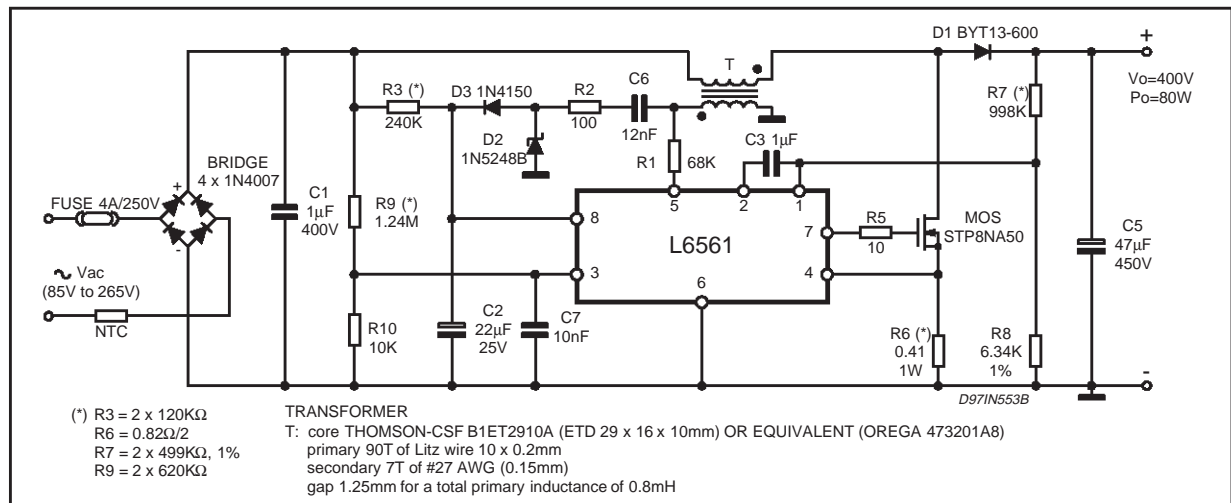 D1 BYT13-600
+
Vo=400V
Po=80W
T
R3 (*)
240K
D3 1N4150
R2
100
C6
12nF
R7 (*)
998K
D2
1N5248B
C3 1µF
R1
68K
BRIDGE
4 x 1N4007
+
-
FUSE 4A/250V
C1
1µF
400V
R9 (*)
1.24M
5
2
1
8
3
L6561
7
4
6
R5
10
MOS
STP8NA50
C5
47µF
450V
Vac
(85V to 265V)
NTC
R10
10K
C2
22µF
25V
C7
10nF
R6 (*)
0.41
1W
R8
6.34K
1%
-
D97IN553B
(*) R3 = 2 x 120KΩ
R6 = 0.82Ω/2
R7 = 2 x 499KΩ, 1%
R9 = 2 x 620KΩ
TRANSFORMER
T: core THOMSON-CSF B1ET2910A (ETD 29 x 16 x 10mm) OR EQUIVALENT (OREGA 473201A8)
primary 90T of Litz wire 10 x 0.2mm
secondary 7T of #27 AWG (0.15mm)
gap 1.25mm for a total primary inductance of 0.8mH